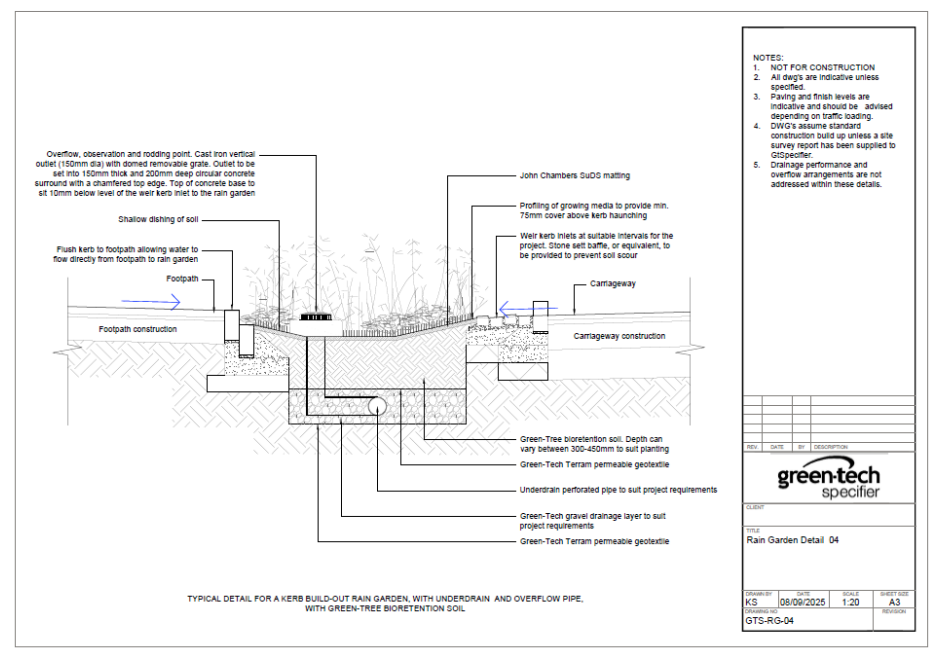 Overflow, observation and rodding point. Cast iron vertical
outlet (150mm dia) with domed removable grate. Outlet to be
set into 150mm thick and 200mm deep circular concrete
surround with a chamfered top edge. Top of concrete base to
sit 10mm below level of the weir kerb inlet to the rain garden
Shallow dishing of soil
Flush kerb to footpath allowing water to
flow directly from footpath to rain garden
Footpath
Footpath construction
John Chambers SuDS matting
Profiling of growing media to provide min.
75mm cover above kerb haunching
Weir kerb inlets at suitable intervals for the
project. Stone sett baffle, or equivalent, to
be provided to prevent soil scour
Carriageway
Carriageway construction
Green-Tree bioretention soil. Depth can
vary between 300-450mm to suit planting
Green-Tech Terram permeable geotextile
Underdrain perforated pipe to suit project requirements
Green-Tech gravel drainage layer to suit
project requirements
Green-Tech Terram permeable geotextile
TYPICAL DETAIL FOR A KERB BUILD-OUT RAIN GARDEN, WITH UNDERDRAIN AND OVERFLOW PIPE,
WITH GREEN-TREE BIORETENTION SOIL
NOTES:
1. NOT FOR CONSTRUCTION
2. All dwg's are indicative unless
specified.
3. Paving and finish levels are
indicative and should be advised
depending on traffic loading.
4. DWG's assume standard
construction build up unless a site
survey report has been supplied to
GtSpecifier.
5. Drainage performance and
overflow arrangements are not
addressed within these details.
REV. DATE BY DESCRIPTION
green-tech
specifier
CLIENT
TITLE
Rain Garden Detail 04
DRAWN BY DATE SCALE SHEET SIZE
KS 08/09/2025 1:20 A3
DRAWING NO REVISION
GTS-RG-04